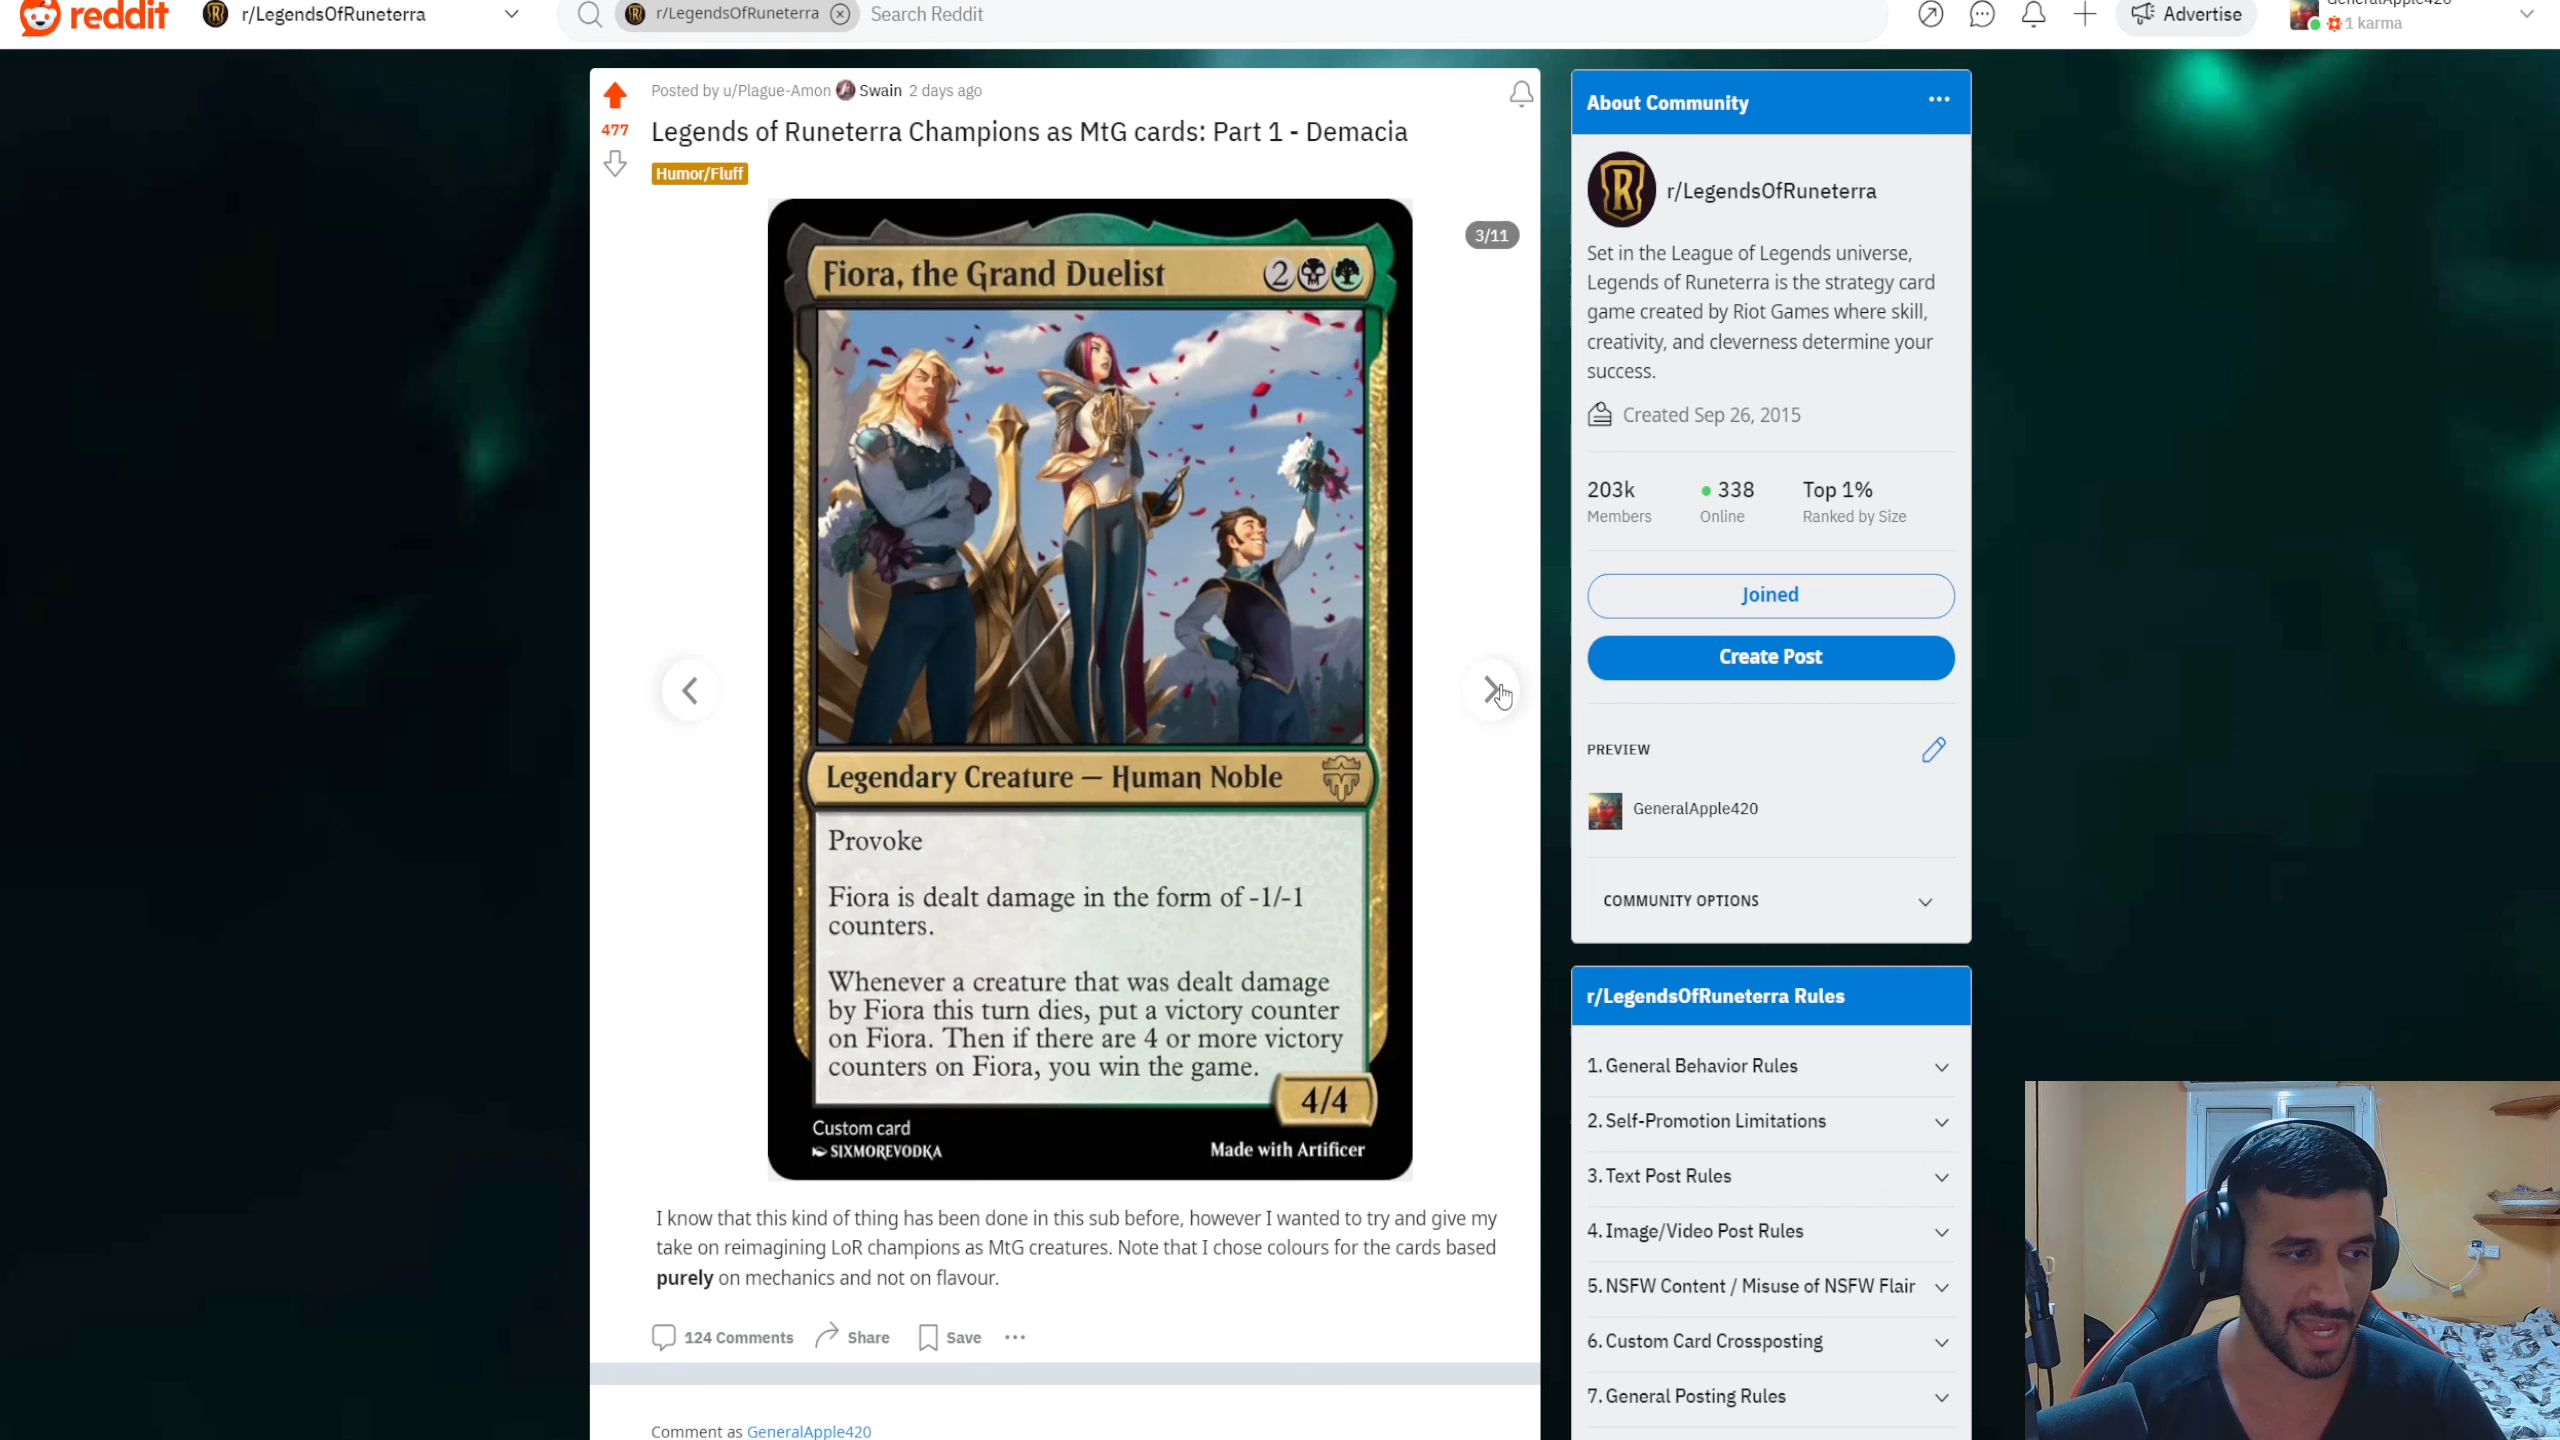 reddit
r/LegendsOfRuneterra
r/LegendsOfRuneterra
Search Reddit
Advertise
GeneralApple420
1 karma
477
Posted by u/Plague-Amon Swain 2 days ago
Legends of Runeterra Champions as MtG cards: Part 1 - Demacia
Humor/Fluff
3/11
Fiora, the Grand Duelist 2
Legendary Creature — Human Noble
Provoke
Fiora is dealt damage in the form of -1/-1
counters.
Whenever a creature that was dealt damage
by Fiora this turn dies, put a victory counter
on Fiora. Then if there are 4 or more victory
counters on Fiora, you win the game.
4/4
Custom card
SIXMOREVODKA
Made with Artificer
I know that this kind of thing has been done in this sub before, however I wanted to try and give my
take on reimagining LoR champions as MtG creatures. Note that I chose colours for the cards based
purely on mechanics and not on flavour.
124 Comments Share Save
Comment as GeneralApple420
About Community
r/LegendsOfRuneterra
Set in the League of Legends universe,
Legends of Runeterra is the strategy card
game created by Riot Games where skill,
creativity, and cleverness determine your
success.
Created Sep 26, 2015
203k 338 Top 1%
Members Online Ranked by Size
Joined
Create Post
PREVIEW
GeneralApple420
COMMUNITY OPTIONS
r/LegendsOfRuneterra Rules
1. General Behavior Rules
2. Self-Promotion Limitations
3. Text Post Rules
4. Image/Video Post Rules
5. NSFW Content / Misuse of NSFW Flair
6. Custom Card Crossposting
7. General Posting Rules